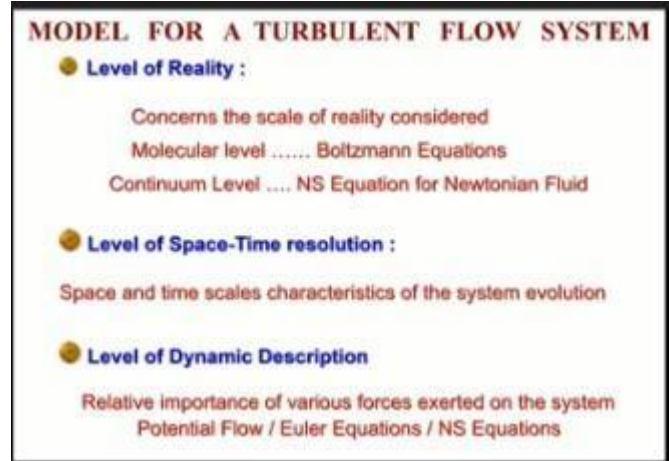 MODEL FOR A TURBULENT FLOW SYSTEM
Level of Reality :
Concerns the scale of reality considered
Molecular level ...... Boltzmann Equations
Continuum Level .... NS Equation for Newtonian Fluid
Level of Space-Time resolution :
Space and time scales characteristics of the system evolution
Level of Dynamic Description
Relative importance of various forces exerted on the system
Potential Flow / Euler Equations / NS Equations